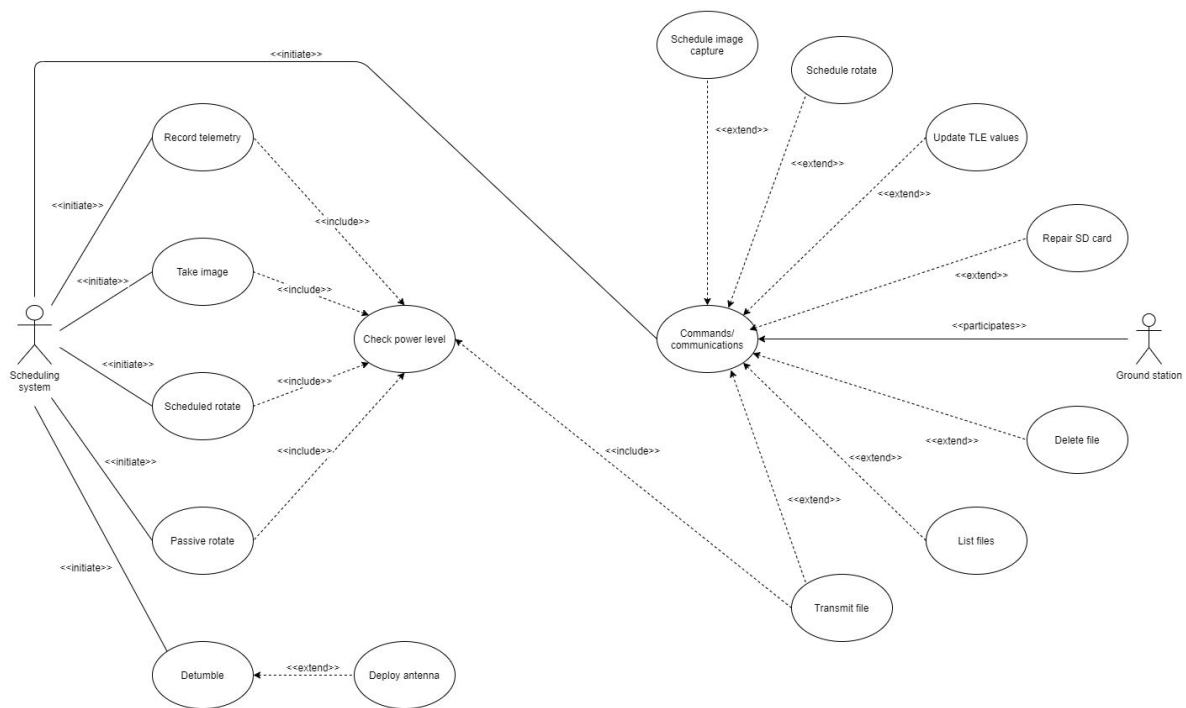 Schedule image
capture
<<initiate>>
Schedule rotate
<<extend>>
Record telemetry
Update TLE values
<<extend>>
<<extend>>
<<initiate>>
<<include>>
Repair SD card
Take image
<<initiate>>
<<include>>
<<extend>>
<<participates>>
Check power level
Commands/
communications
Scheduling
system
<<initiate>>
Ground station
<<include>>
Scheduled rotate
<<extend>>
Delete file
<<include>>
<<include>>
<<extend>>
<<initiate>>
<<extend>>
Passive rotate
List files
<<initiate>>
Transmit file
<<extend>>
Detumble
Deploy antenna